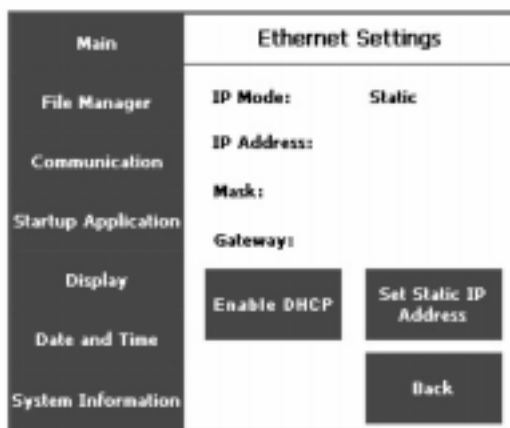 Main
File Manager
Communication
Startup Application
Display
Date and Time
System Information
Ethernet Settings
IP Mode: Static
IP Address:
Mask:
Gateway:
Enable DHCP
Set Static IP
Address
Back